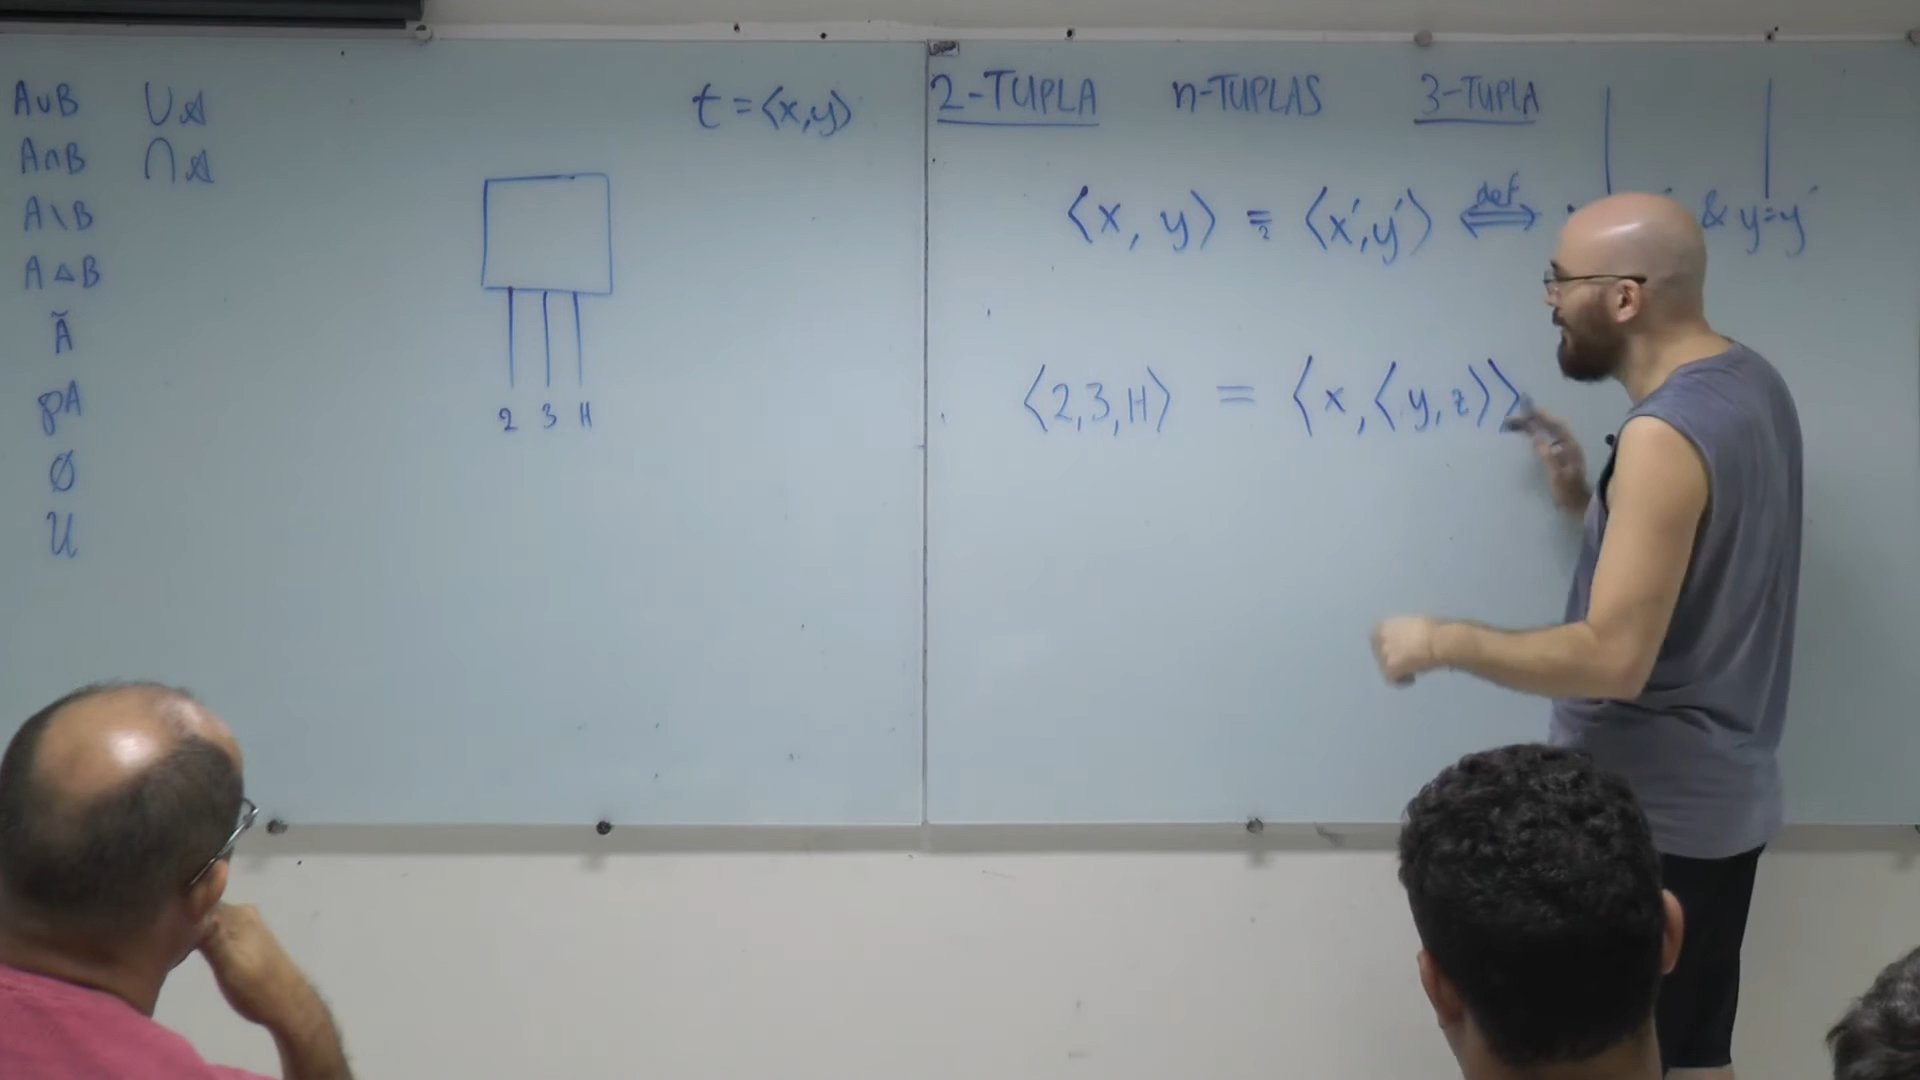 A∪B ⋃𝒜
A∩B ⋂𝒜
A\B
A△B
Ã
℘A
∅
𝒰
t = ⟨x,y⟩
2 3 H
2-TUPLA n-TUPLAS 3-TUPLA
⟨x, y⟩ =₂ ⟨x′,y′⟩ ⇔ def & y=y′
⟨2,3,H⟩ = ⟨x,⟨y,z⟩⟩